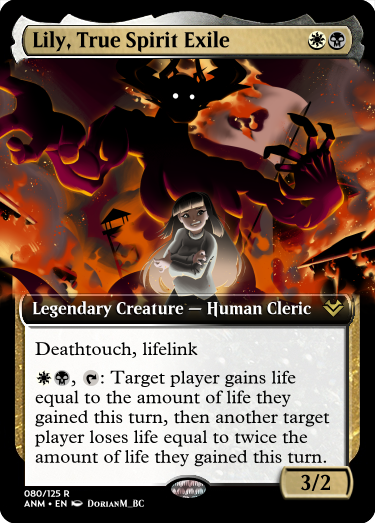 Lily, True Spirit Exile
Legendary Creature — Human Cleric
Deathtouch, lifelink
, : Target player gains life
equal to the amount of life they
gained this turn, then another target
player loses life equal to twice the
amount of life they gained this turn.
3/2
080/125 R
ANM • EN DorianM_BC